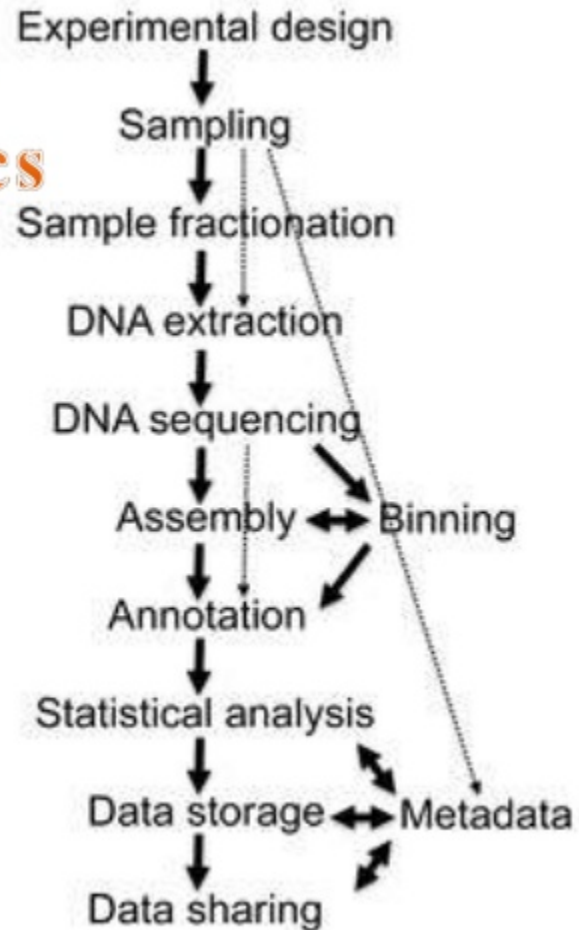 Experimental design
Sampling
cs
Sample fractionation
DNA extraction
DNA sequencing
Assembly Binning
Annotation
Statistical analysis
Data storage Metadata
Data sharing